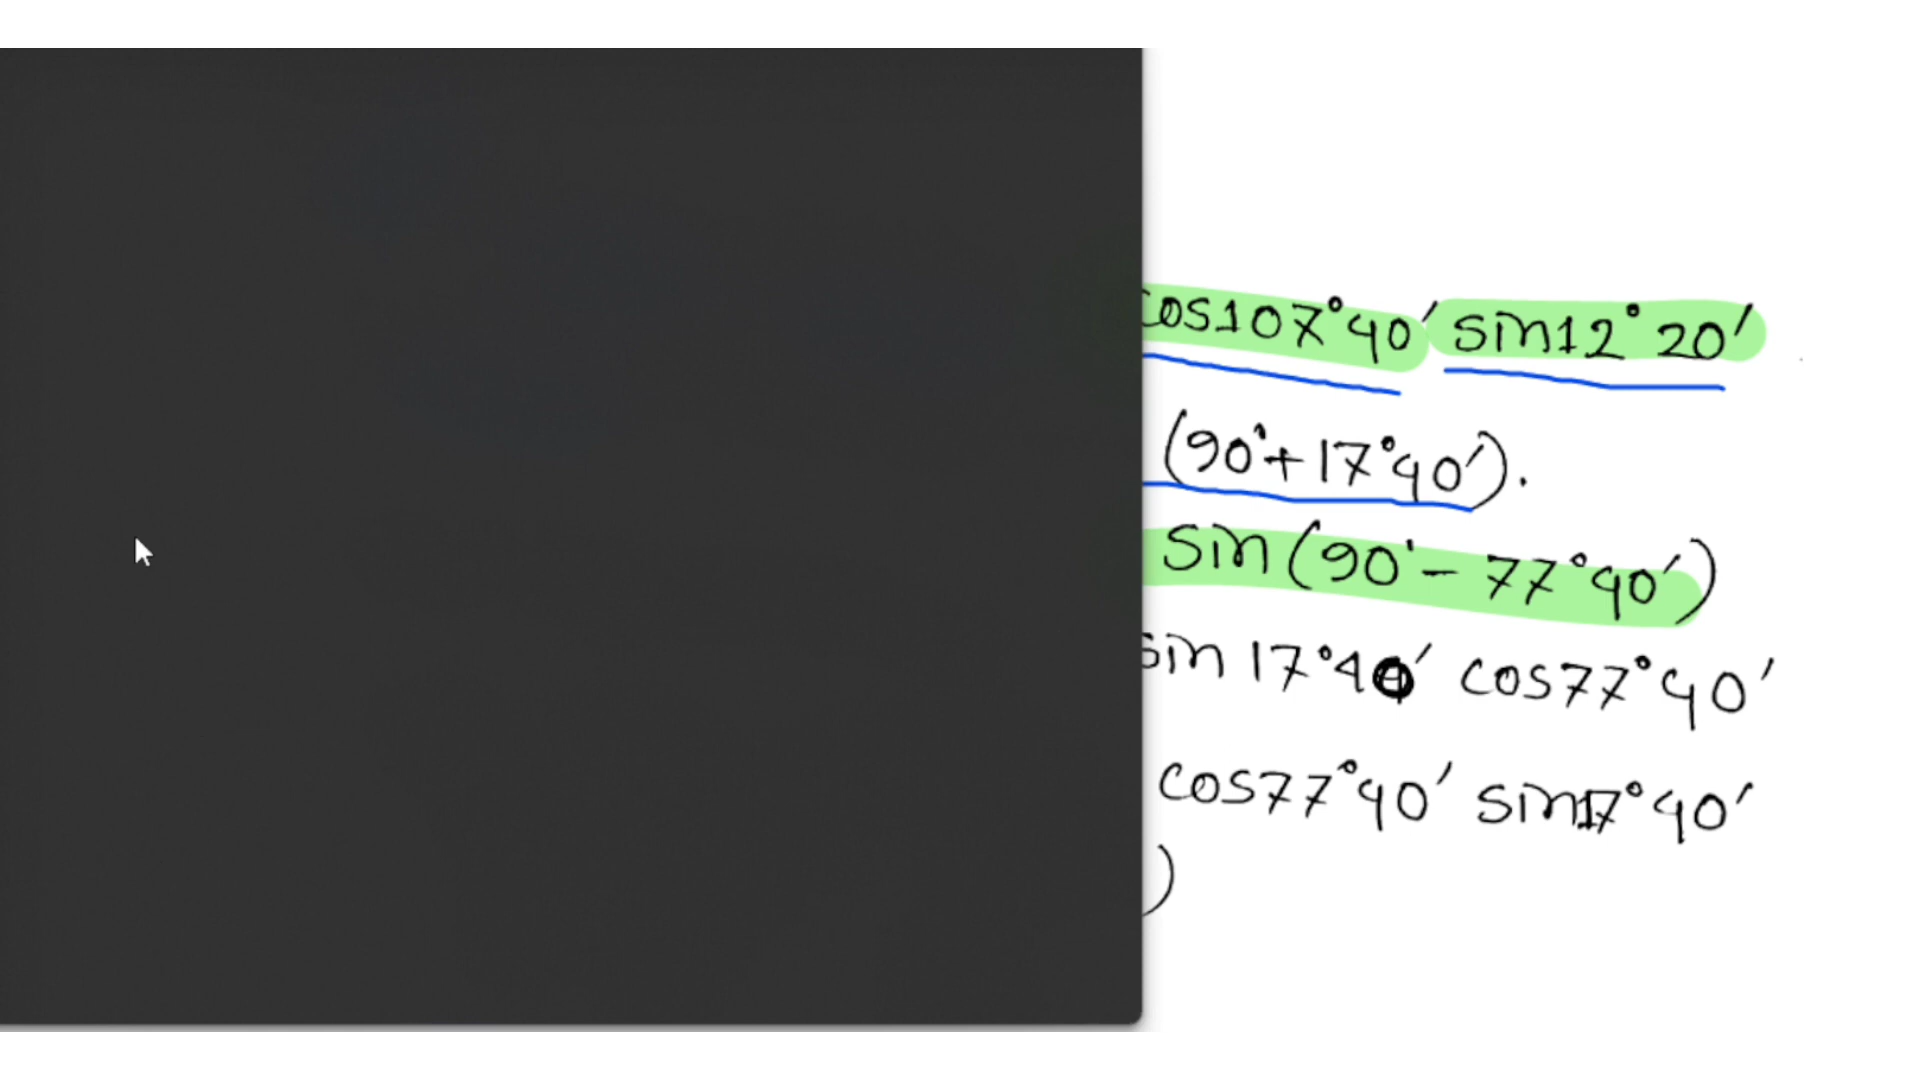 cos107°40′ sin12°20′
(90°+17°40′).
sin(90°-77°40′)
sin 17°40′ cos77°40′
cos77°40′ sin17°40′
)